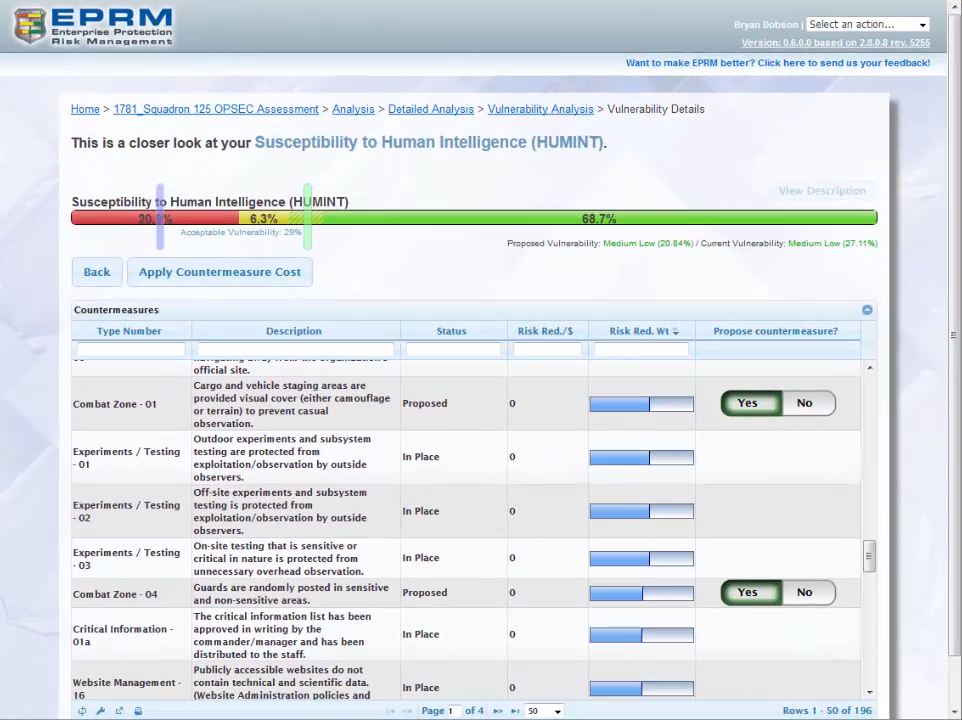 EPRM
Enterprise Protection
Risk Management
Bryan Dobson | Select an action...
Version: 0.6.0.0 based on 2.8.0.8 rev. 5255
Want to make EPRM better? Click here to send us your feedback!
Home > 1781_Squadron 125 OPSEC Assessment > Analysis > Detailed Analysis > Vulnerability Analysis > Vulnerability Details
This is a closer look at your Susceptibility to Human Intelligence (HUMINT).
View Description
Susceptibility to Human Intelligence (HUMINT)
6.3% 68.7%
Acceptable Vulnerability: 29%
Proposed Vulnerability: Medium Low (20.84%) / Current Vulnerability: Medium Low (27.11%)
Back Apply Countermeasure Cost
Countermeasures
Type Number Description Status Risk Red./$ Risk Red. Wt Propose countermeasure?
official site.
Cargo and vehicle staging areas are
provided visual cover (either camouflage
Combat Zone - 01 Proposed 0 Yes No
or terrain) to prevent casual
observation.
Outdoor experiments and subsystem
Experiments / Testing testing are protected from
- 01 In Place 0
exploitation/observation by outside
observers.
Off-site experiments and subsystem
Experiments / Testing testing is protected from
- 02 In Place 0
exploitation/observation by outside
observers.
On-site testing that is sensitive or
Experiments / Testing critical in nature is protected from
- 03 In Place 0
unnecessary overhead observation.
Combat Zone - 04 Guards are randomly posted in sensitive Proposed 0 Yes No
and non-sensitive areas.
The critical information list has been
Critical Information - approved in writing by the
01a In Place 0
commander/manager and has been
distributed to the staff.
Publicly accessible websites do not
Website Management - contain technical and scientific data.
16 In Place 0
(Website Administration policies and
Page 1 of 4 50 Rows 1 - 50 of 196